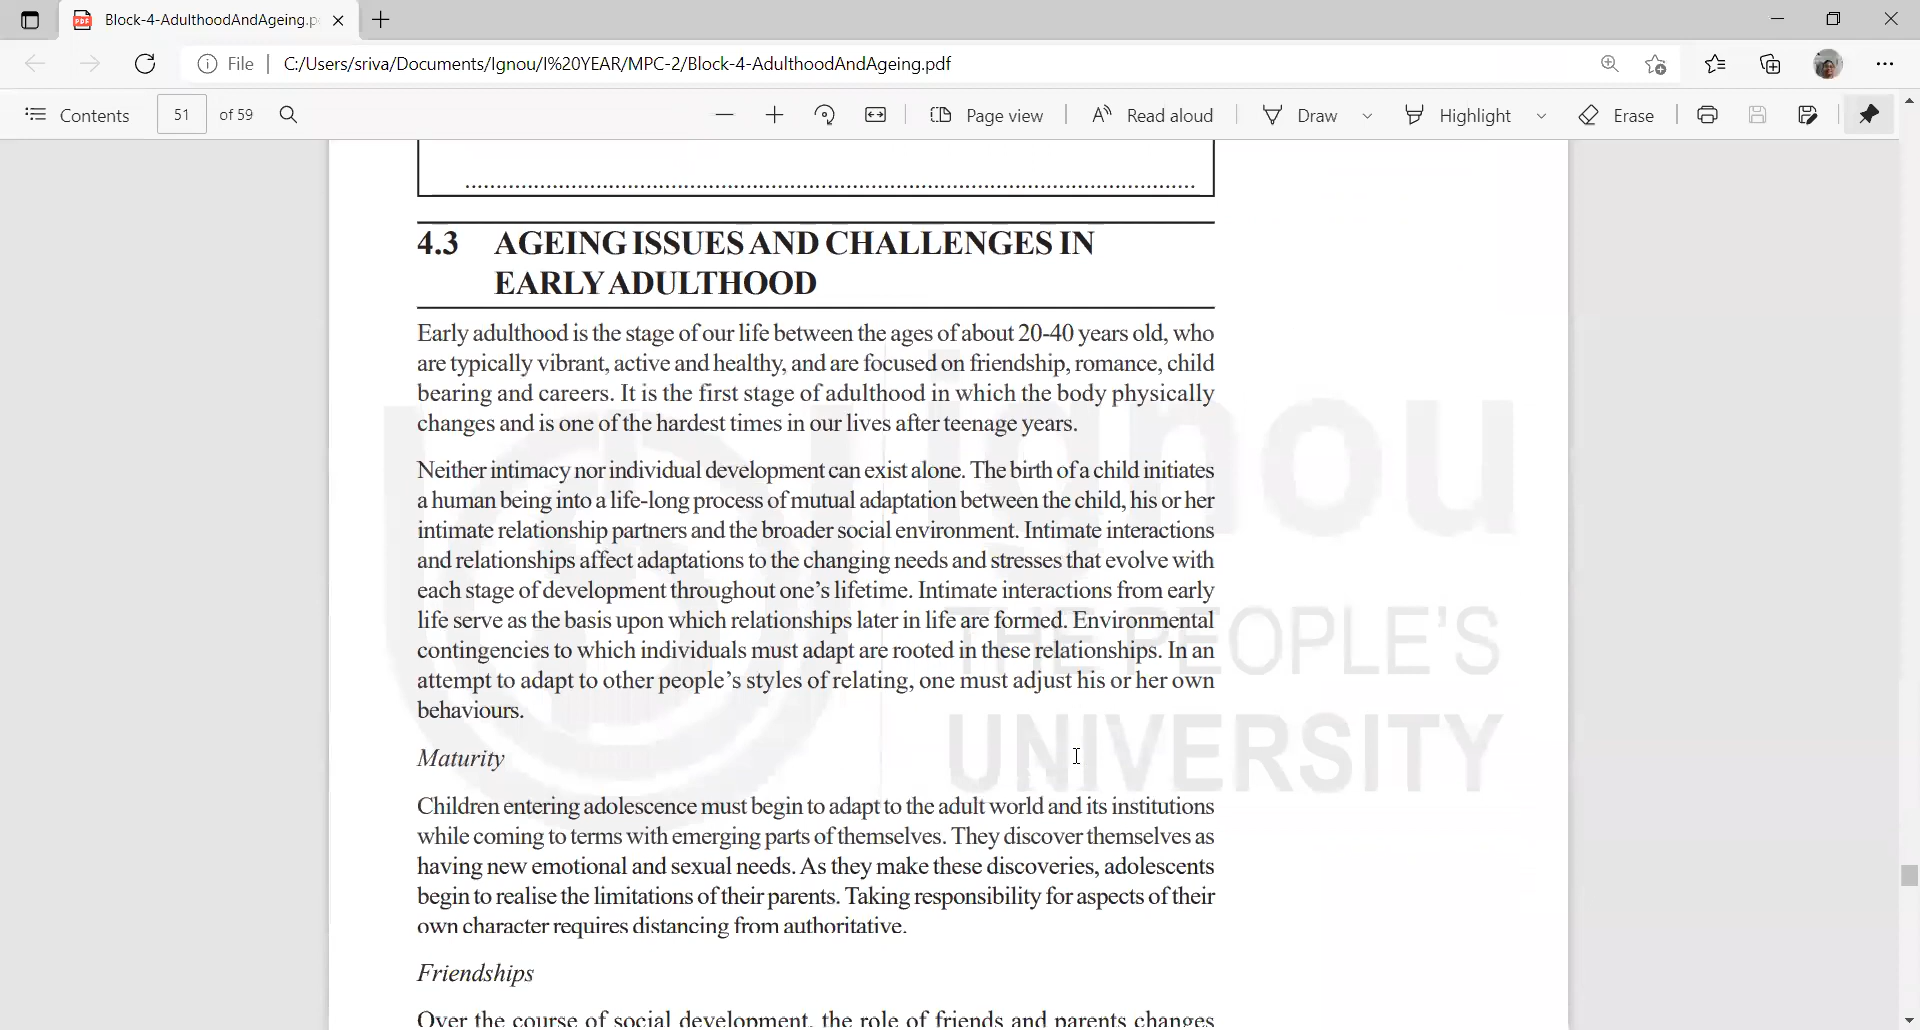 Block-4-AdulthoodAndAgeing.p
File
C:/Users/sriva/Documents/Ignou/I%20YEAR/MPC-2/Block-4-AdulthoodAndAgeing.pdf
Contents
51
of 59
Page view
Read aloud
Draw
Highlight
Erase
4.3 AGEING ISSUES AND CHALLENGES IN
EARLY ADULTHOOD
Early adulthood is the stage of our life between the ages of about 20-40 years old, who
are typically vibrant, active and healthy, and are focused on friendship, romance, child
bearing and careers. It is the first stage of adulthood in which the body physically
changes and is one of the hardest times in our lives after teenage years.
Neither intimacy nor individual development can exist alone. The birth of a child initiates
a human being into a life-long process of mutual adaptation between the child, his or her
intimate relationship partners and the broader social environment. Intimate interactions
and relationships affect adaptations to the changing needs and stresses that evolve with
each stage of development throughout one’s lifetime. Intimate interactions from early
life serve as the basis upon which relationships later in life are formed. Environmental
contingencies to which individuals must adapt are rooted in these relationships. In an
attempt to adapt to other people’s styles of relating, one must adjust his or her own
behaviours.
Maturity
Children entering adolescence must begin to adapt to the adult world and its institutions
while coming to terms with emerging parts of themselves. They discover themselves as
having new emotional and sexual needs. As they make these discoveries, adolescents
begin to realise the limitations of their parents. Taking responsibility for aspects of their
own character requires distancing from authoritative.
Friendships
Over the course of social development, the role of friends and parents changes
ignou
THE PEOPLE'S
UNIVERSITY